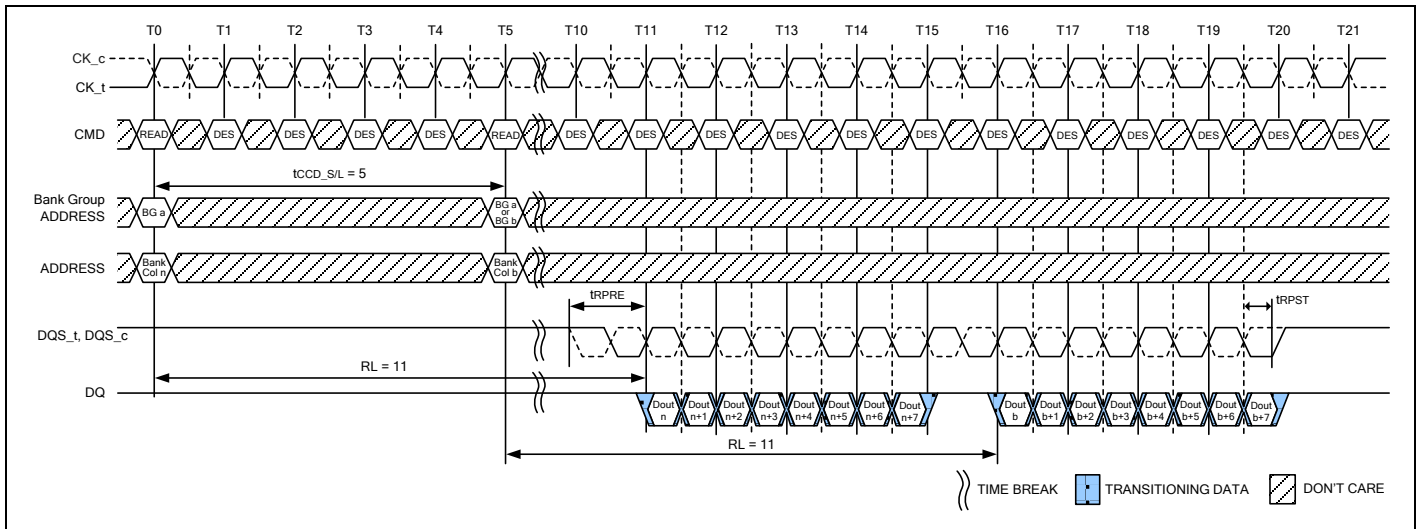 T0 T1 T2 T3 T4 T5 T10 T11 T12 T13 T14 T15 T16 T17 T18 T19 T20 T21
CK_c
CK_t
CMD READ DES DES DES DES READ DES DES DES DES DES DES DES DES DES DES DES DES
tCCD_S/L = 5
Bank Group
ADDRESS
BG a
BG a
or
BG b
ADDRESS
Bank
Col n
Bank
Col b
tRPRE
tRPST
DQS_t, DQS_c
RL = 11
DQ
Dout
n
Dout
n+1
Dout
n+2
Dout
n+3
Dout
n+4
Dout
n+5
Dout
n+6
Dout
n+7
Dout
b
Dout
b+1
Dout
b+2
Dout
b+3
Dout
b+4
Dout
b+5
Dout
b+6
Dout
b+7
RL = 11
TIME BREAK TRANSITIONING DATA DON'T CARE